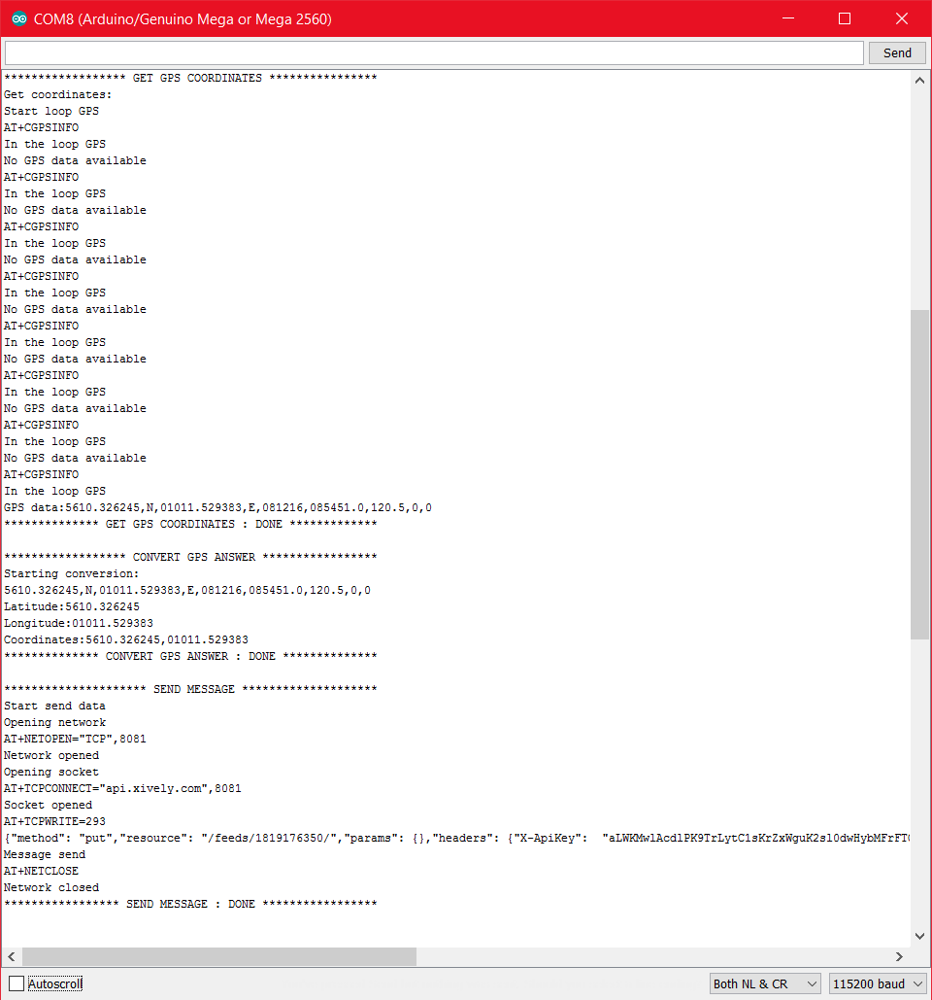 COM8 (Arduino/Genuino Mega or Mega 2560)
Send
****************** GET GPS COORDINATES ****************
Get coordinates:
Start loop GPS
AT+CGPSINFO
In the loop GPS
No GPS data available
AT+CGPSINFO
In the loop GPS
No GPS data available
AT+CGPSINFO
In the loop GPS
No GPS data available
AT+CGPSINFO
In the loop GPS
No GPS data available
AT+CGPSINFO
In the loop GPS
No GPS data available
AT+CGPSINFO
In the loop GPS
No GPS data available
AT+CGPSINFO
In the loop GPS
No GPS data available
AT+CGPSINFO
In the loop GPS
GPS data:5610.326245,N,01011.529383,E,081216,085451.0,120.5,0,0
************** GET GPS COORDINATES : DONE *************
****************** CONVERT GPS ANSWER *****************
Starting conversion:
5610.326245,N,01011.529383,E,081216,085451.0,120.5,0,0
Latitude:5610.326245
Longitude:01011.529383
Coordinates:5610.326245,01011.529383
************** CONVERT GPS ANSWER : DONE **************
********************* SEND MESSAGE ********************
Start send data
Opening network
AT+NETOPEN="TCP",8081
Network opened
Opening socket
AT+TCPCONNECT="api.xively.com",8081
Socket opened
AT+TCPWRITE=293
{"method": "put","resource": "/feeds/1819176350/","params": {},"headers": {"X-ApiKey":
Message send
AT+NETCLOSE
Network closed
***************** SEND MESSAGE : DONE *****************
Autoscroll
Both NL & CR
115200 baud